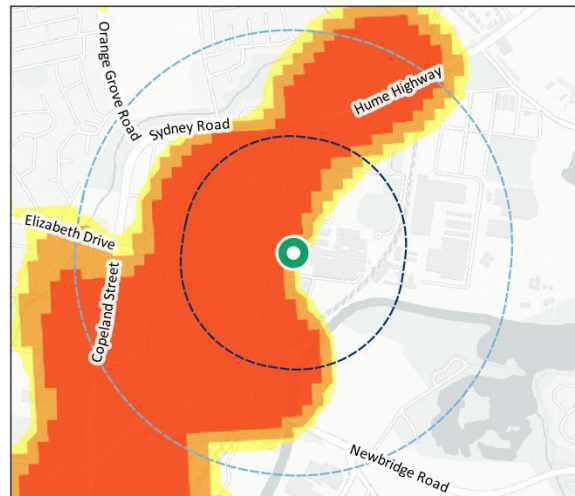 Orange Grove Road
Hume Highway
Sydney Road
Elizabeth Drive
Copeland Street
Newbridge Road